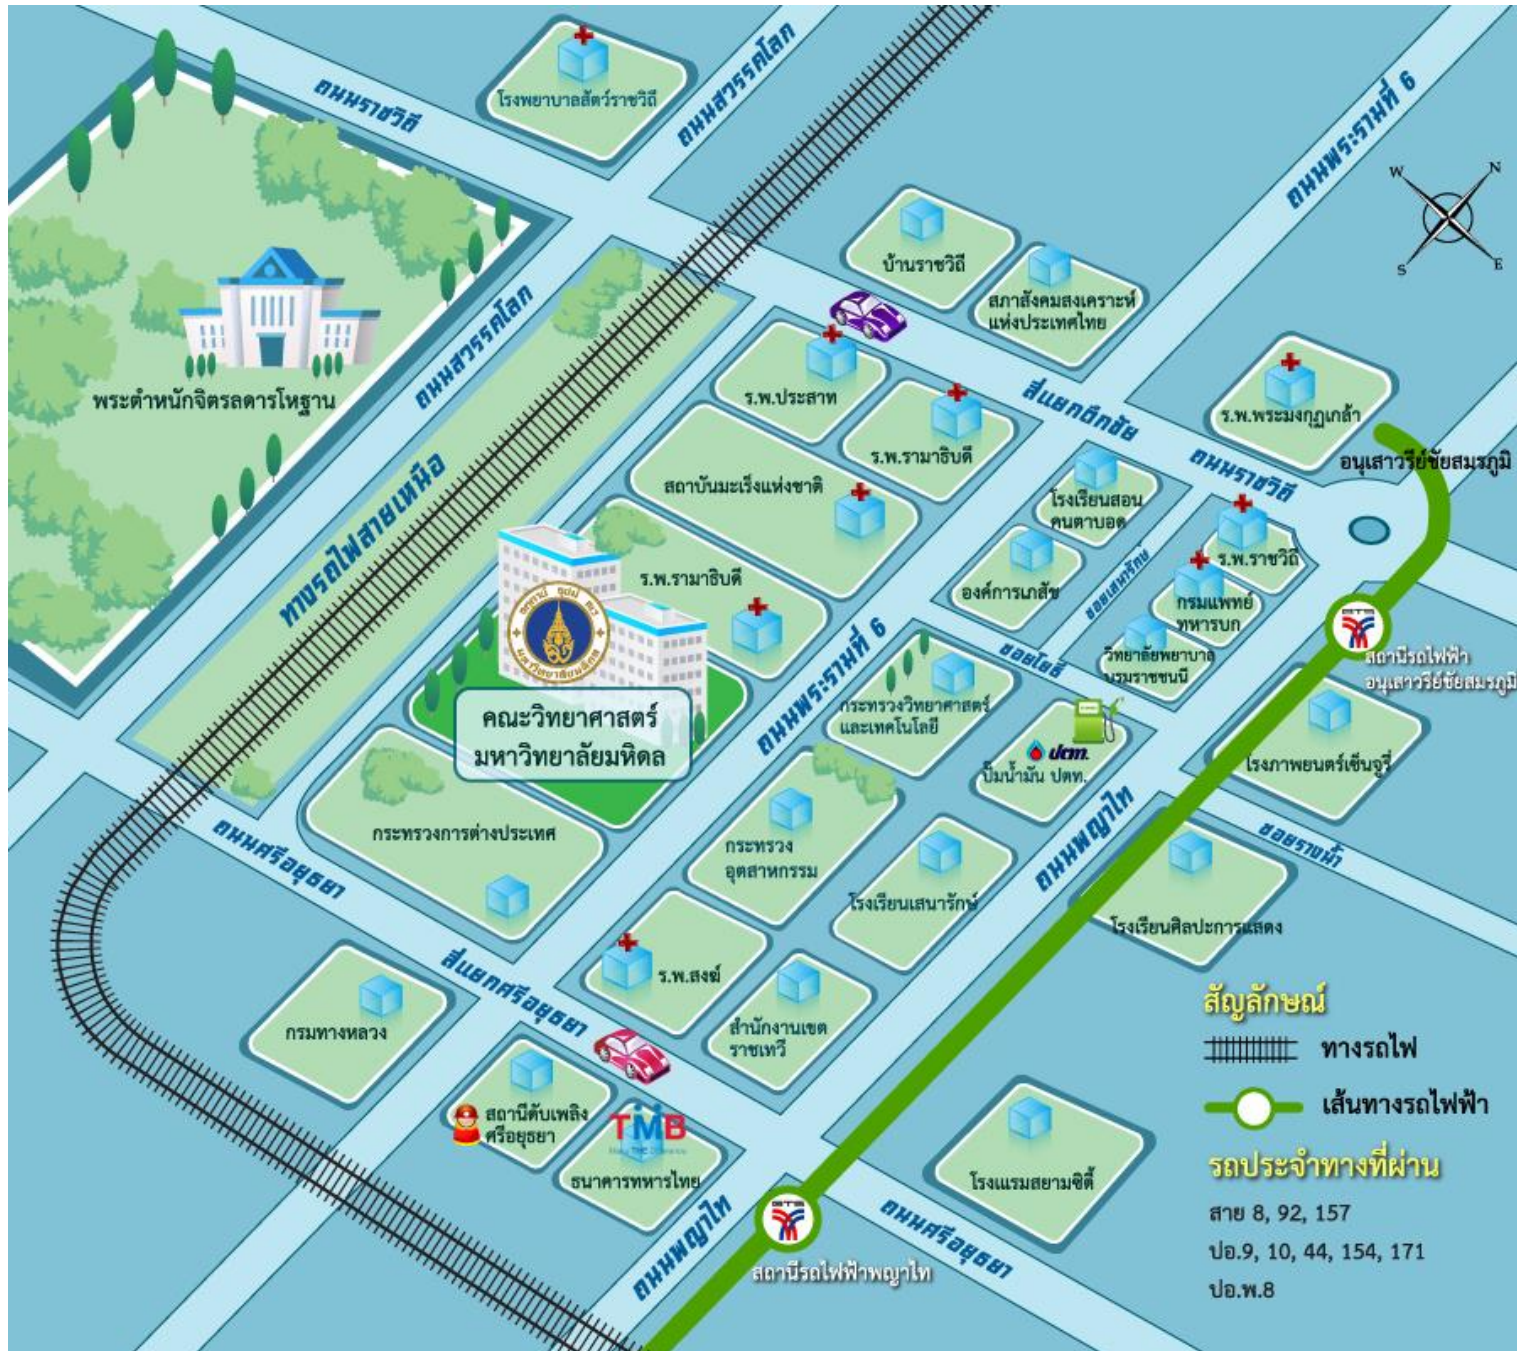 ถนนราชวิถี
โรงพยาบาลสัตว์ราชวิถี
ถนนสวรรคโลก
ถนนพระรามที่ 6
W
N
S
E
บ้านราชวิถี
สภาสังคมสงเคราะห์
แห่งประเทศไทย
พระตำหนักจิตรลดารโหฐาน
ถนนสวรรคโลก
ทางรถไฟสายเหนือ
ร.พ.ประสาท
ร.พ.รามาธิบดี
สี่แยกตึกชัย
ร.พ.พระมงกุฎเกล้า
อนุเสาวรีย์ชัยสมรภูมิ
ถนนราชวิถี
สถาบันมะเร็งแห่งชาติ
โรงเรียนสอน
คนตาบอด
องค์การเภสัช
ซอยเสนารักษ์
ร.พ.ราชวิถี
กรมแพทย์
ทหารบก
วิทยาลัยพยาบาล
บรมราชชนนี
ร.พ.รามาธิบดี
BTS
สถานีรถไฟฟ้า
อนุเสาวรีย์ชัยสมรภูมิ
ซอยโยธี
ถนนพระรามที่ 6
กระทรวงวิทยาศาสตร์
และเทคโนโลยี
คณะวิทยาศาสตร์
มหาวิทยาลัยมหิดล
ปตท.
ปั๊มน้ำมัน ปตท.
โรงภาพยนตร์เซ็นจูรี่
กระทรวงการต่างประเทศ
ถนนศรีอยุธยา
กระทรวง
อุตสาหกรรม
โรงเรียนเสนารักษ์
ถนนพญาไท
ซอยรางน้ำ
โรงเรียนศิลปะการแสดง
สี่แยกศรีอยุธยา
ร.พ.สงฆ์
สำนักงานเขต
ราชเทวี
กรมทางหลวง
สถานีดับเพลิง
ศรีอยุธยา
TMB
ธนาคารทหารไทย
โรงแรมสยามซิตี้
BTS
สถานีรถไฟฟ้าพญาไท
ถนนพญาไท
ถนนศรีอยุธยา
สัญลักษณ์
ทางรถไฟ
เส้นทางรถไฟฟ้า
รถประจำทางที่ผ่าน
สาย 8, 92, 157
ปอ.9, 10, 44, 154, 171
ปอ.พ.8